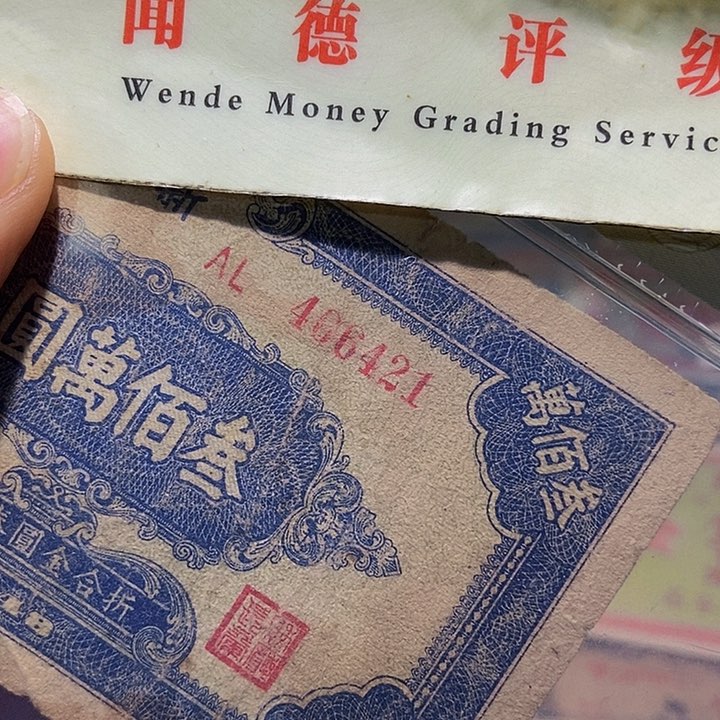 闻德评级
Wende Money Grading Servic
AL 466421
叁佰萬圓
叁佰萬
折合金圓